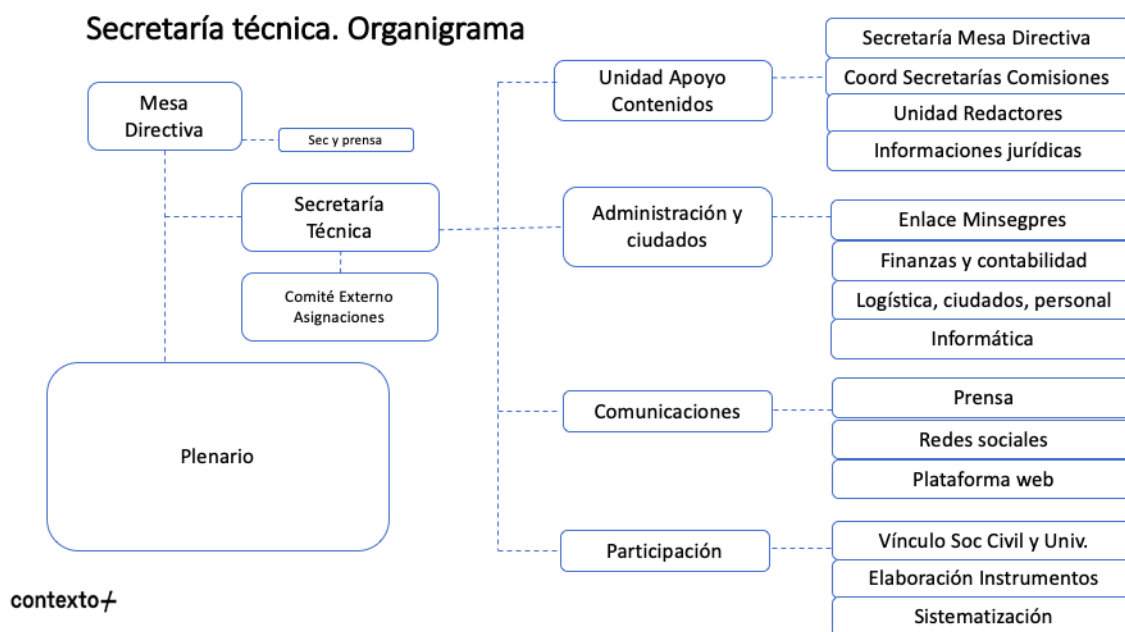 Secretaría técnica. Organigrama
Mesa
Directiva
Sec y prensa
Secretaría
Técnica
Comité Externo
Asignaciones
Plenario
Unidad Apoyo
Contenidos
Secretaría Mesa Directiva
Coord Secretarías Comisiones
Unidad Redactores
Informaciones jurídicas
Administración y
ciudados
Enlace Minsegpres
Finanzas y contabilidad
Logística, ciudados, personal
Informática
Comunicaciones
Prensa
Redes sociales
Plataforma web
Participación
Vínculo Soc Civil y Univ.
Elaboración Instrumentos
Sistematización
contexto+